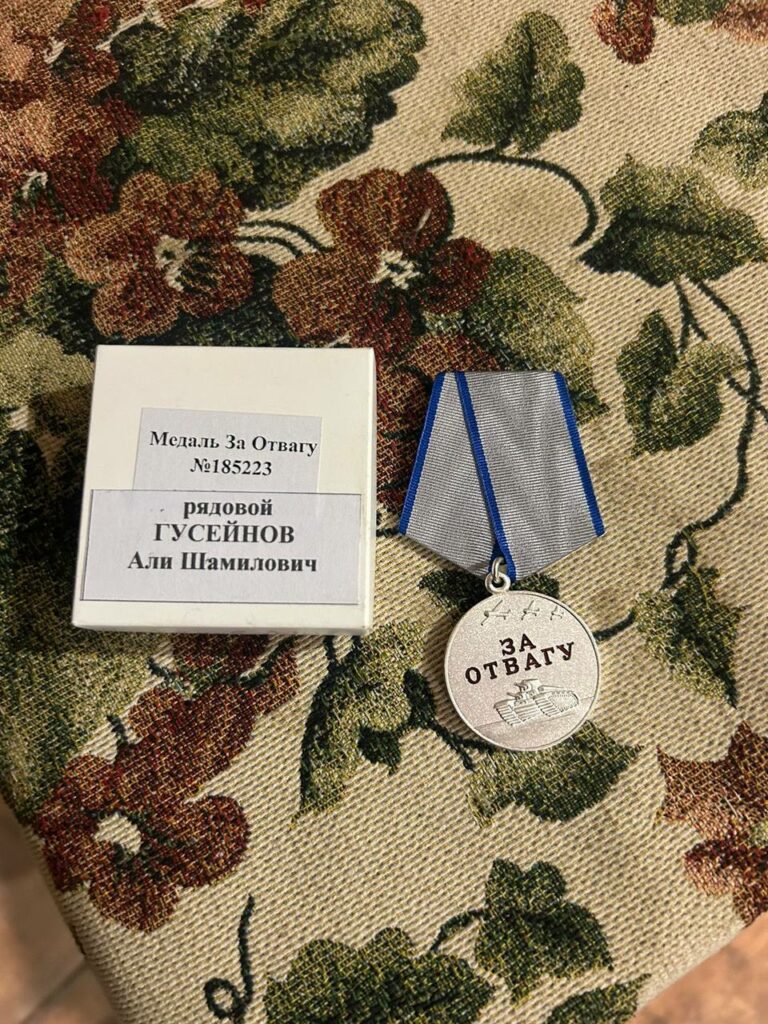 Медаль За Отвагу
№185223
рядовой
ГУСЕЙНОВ
Али Шамилович
ЗА
ОТВАГУ